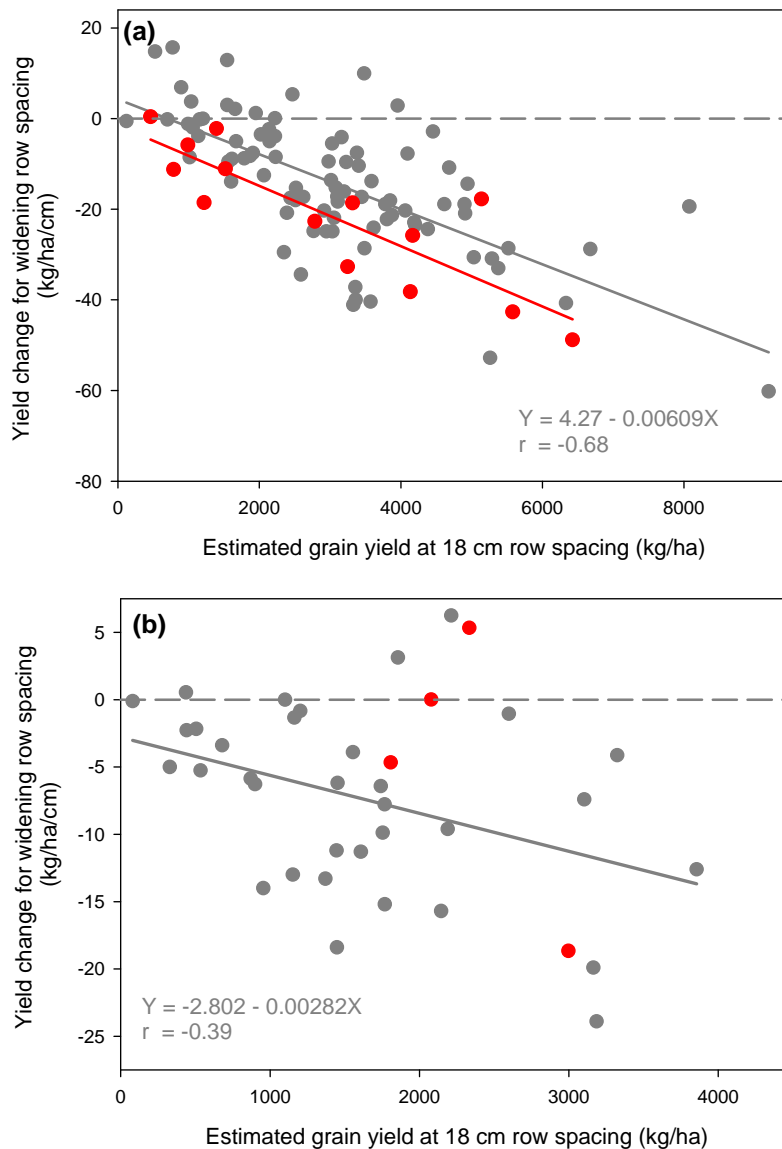 (a)
20
0
-20
-40
-60
-80
Yield change for widening row spacing
(kg/ha/cm)
Y = 4.27 - 0.00609X
r = -0.68
0 2000 4000 6000 8000
Estimated grain yield at 18 cm row spacing (kg/ha)
(b)
5
0
-5
-10
-15
-20
-25
Yield change for widening row spacing
(kg/ha/cm)
Y = -2.802 - 0.00282X
r = -0.39
0 1000 2000 3000 4000
Estimated grain yield at 18 cm row spacing (kg/ha)